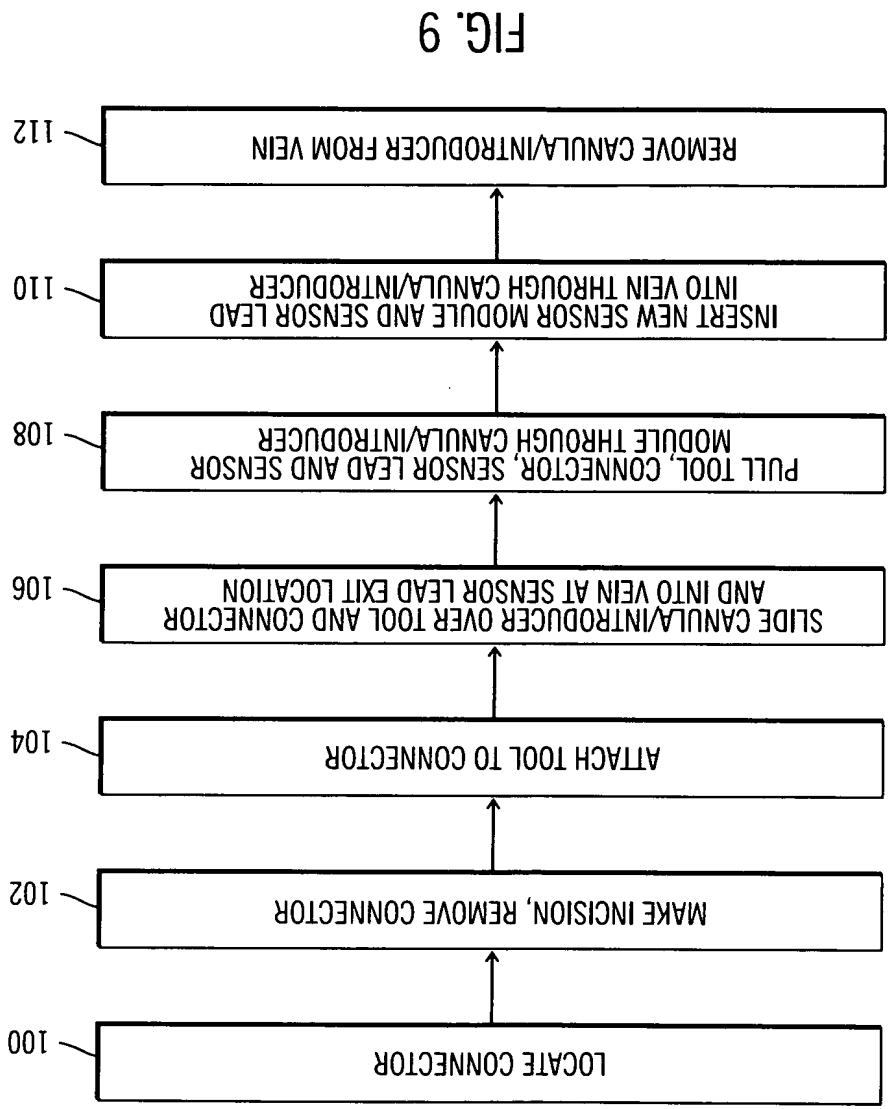 LOCATE CONNECTOR
100
MAKE INCISION, REMOVE CONNECTOR
102
ATTACH TOOL TO CONNECTOR
104
SLIDE CANULA/INTRODUCER OVER TOOL AND CONNECTOR
AND INTO VEIN AT SENSOR LEAD EXIT LOCATION
106
PULL TOOL, CONNECTOR, SENSOR, SENSOR LEAD AND SENSOR
MODULE THROUGH CANULA/INTRODUCER
108
INSERT NEW SENSOR MODULE AND SENSOR LEAD
INTO VEIN THROUGH CANULA/INTRODUCER
110
REMOVE CANULA/INTRODUCER FROM VEIN
112
FIG. 9